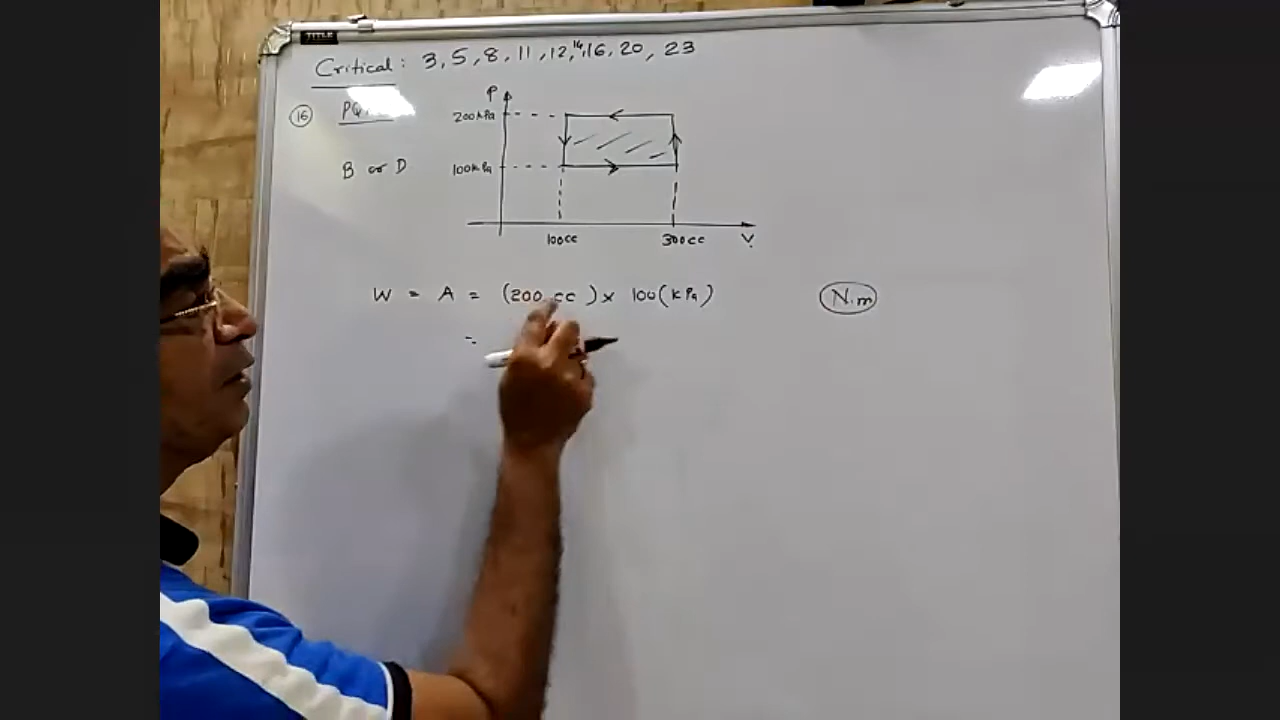 TITLE
Critical : 3, 5, 8, 11, 12, 14, 16, 20, 23
16
P
200 kPa
B or D
100 kPa
100cc 300cc V
W = A = (200 cc) × 100 (kPa) N.m
=